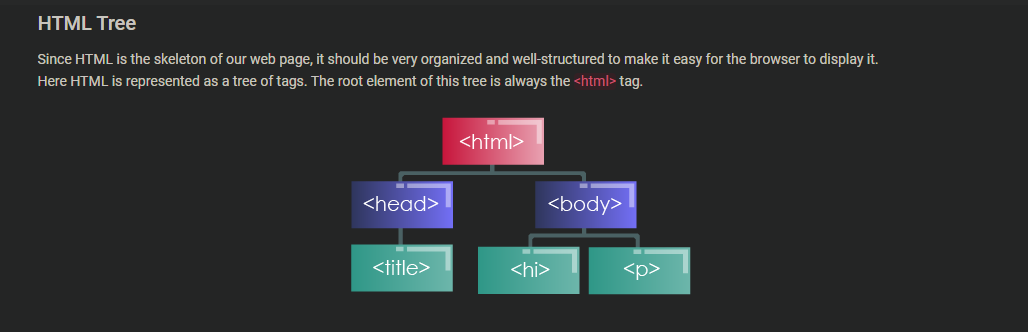 HTML Tree
Since HTML is the skeleton of our web page, it should be very organized and well-structured to make it easy for the browser to display it.
Here HTML is represented as a tree of tags. The root element of this tree is always the <html> tag.
<html>
<head> <body>
<title> <hi> <p>